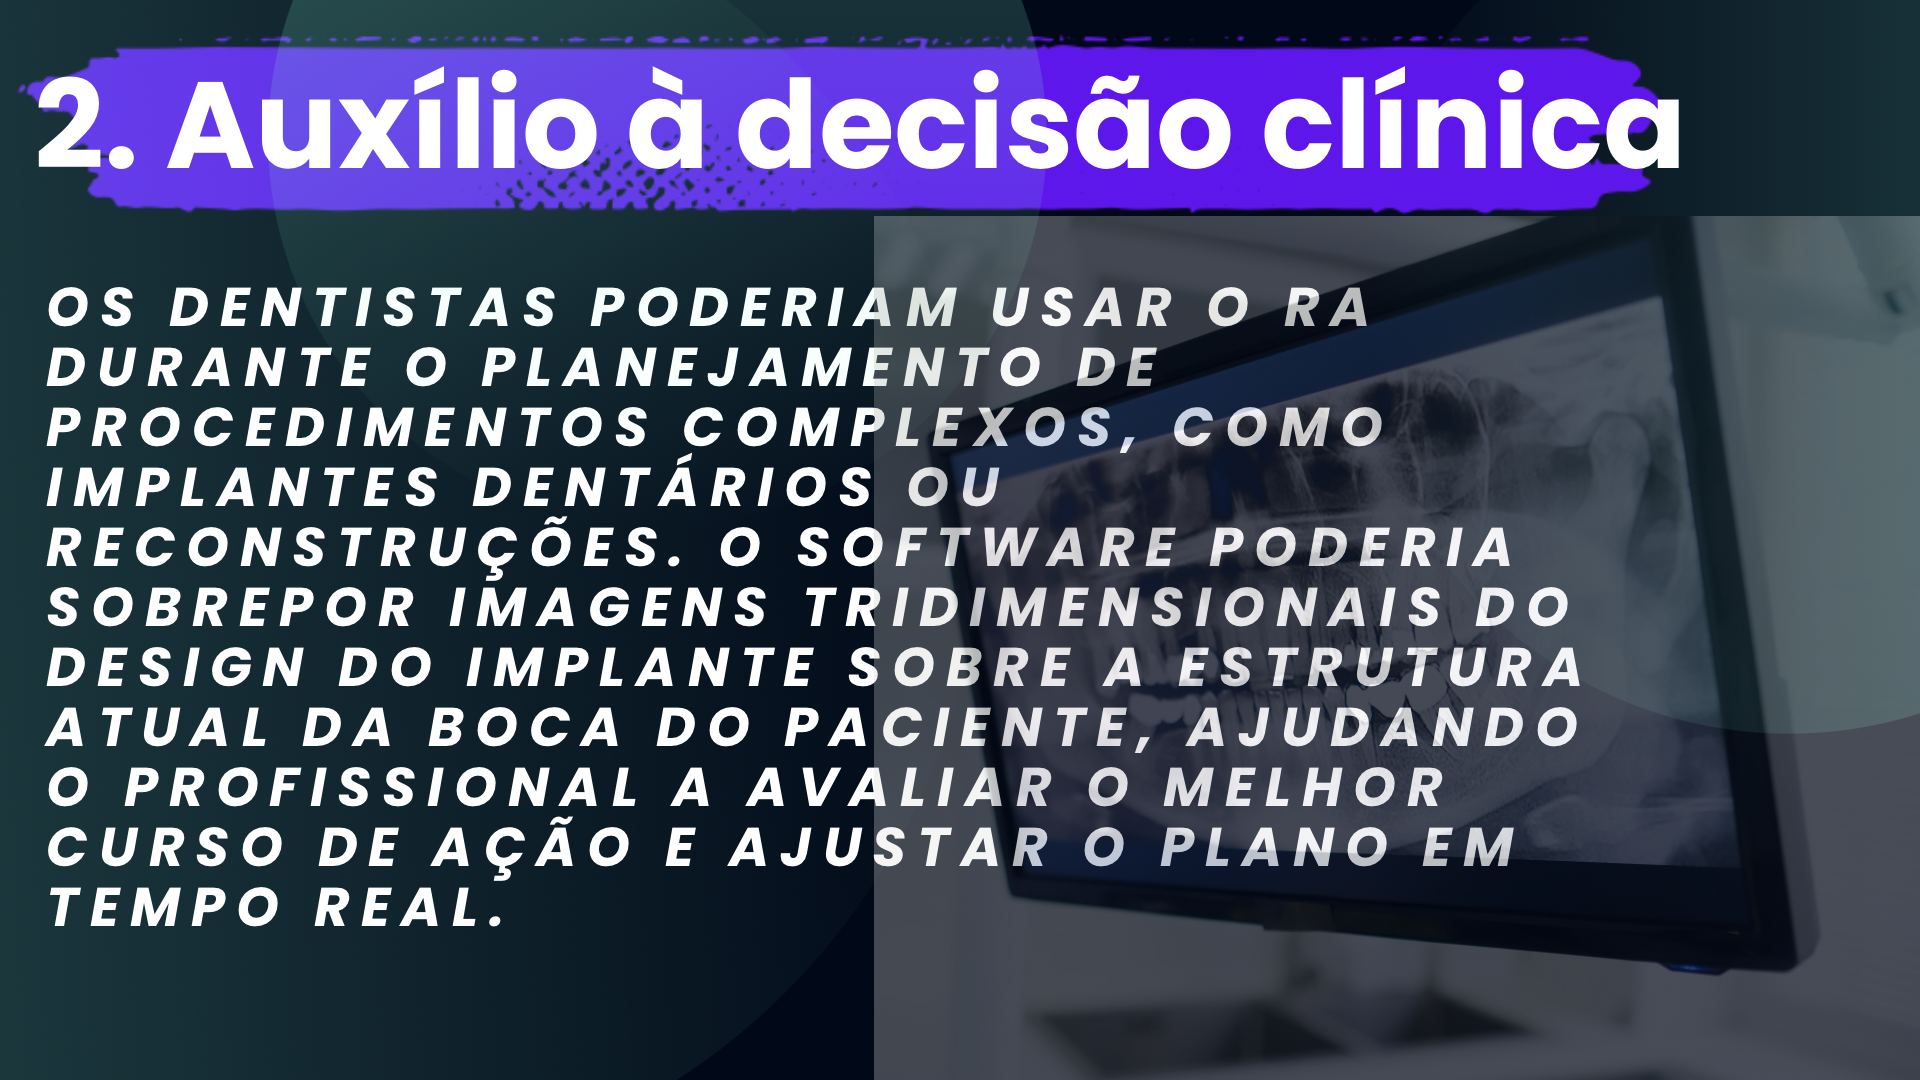 2. Auxílio à decisão clínica
OS DENTISTAS PODERIAM USAR O RA
DURANTE O PLANEJAMENTO DE
PROCEDIMENTOS COMPLEXOS, COMO
IMPLANTES DENTÁRIOS OU
RECONSTRUÇÕES. O SOFTWARE PODERIA
SOBREPOR IMAGENS TRIDIMENSIONAIS DO
DESIGN DO IMPLANTE SOBRE A ESTRUTURA
ATUAL DA BOCA DO PACIENTE, AJUDANDO
O PROFISSIONAL A AVALIAR O MELHOR
CURSO DE AÇÃO E AJUSTAR O PLANO EM
TEMPO REAL.